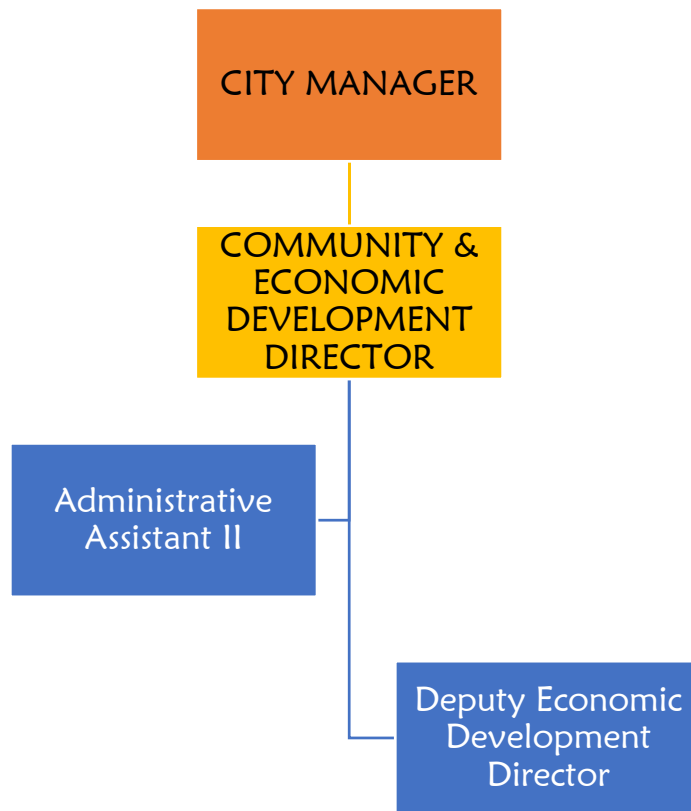 CITY MANAGER
COMMUNITY &
ECONOMIC
DEVELOPMENT
DIRECTOR
Administrative
Assistant II
Deputy Economic
Development
Director